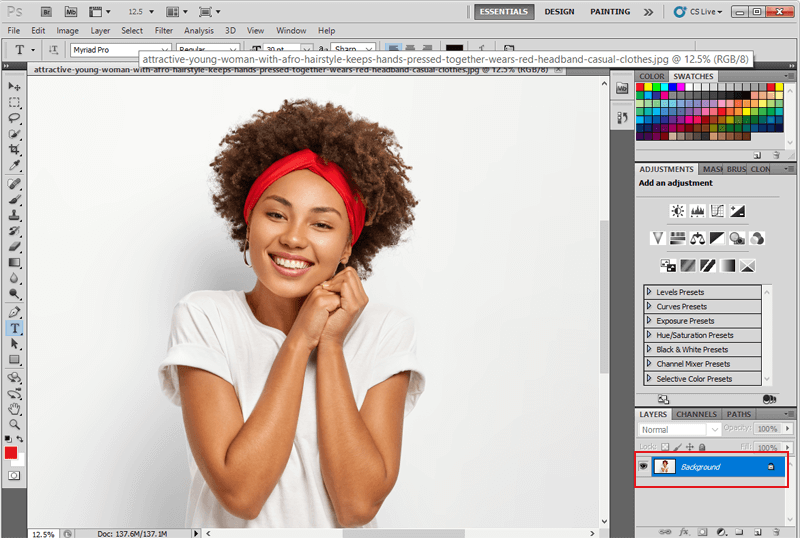 Ps Br Mb 12.5 ESSENTIALS DESIGN PAINTING CS Live
File Edit Image Layer Select Filter Analysis 3D View Window Help
T T Myriad Pro Regular 30 pt aa Sharp
attractive-young-woman-with-afro-hairstyle-keeps-hands-pressed-together-wears-red-headband-casual-clothes.jpg @ 12.5% (RGB/8)
attractive-young-woman-with-afro-hairstyle-keeps-hands-pressed-together-wears-red-headband-casual-clothes.jpg @ 12.5% (RGB/8)
Mb
COLOR SWATCHES
ADJUSTMENTS MASK BRUS CLON
Add an adjustment
Levels Presets
Curves Presets
Exposure Presets
Hue/Saturation Presets
Black & White Presets
Channel Mixer Presets
Selective Color Presets
T
LAYERS CHANNELS PATHS
Normal Opacity: 100%
Lock: Fill: 100%
Background
fx
12.5% Doc: 137.6M/137.1M